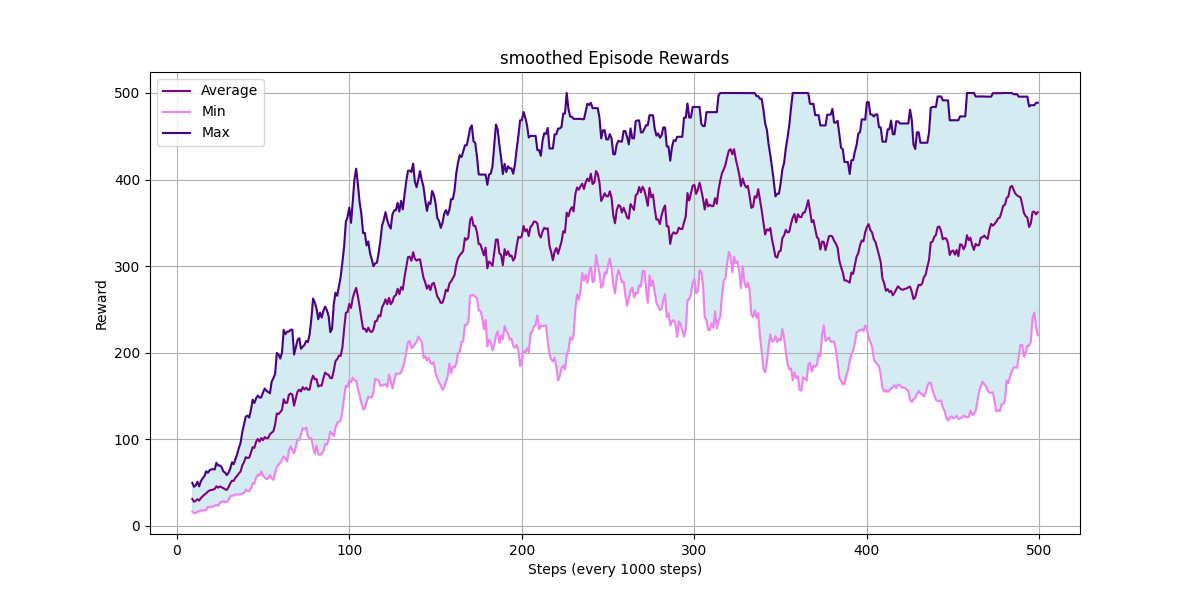 smoothed Episode Rewards
Average
Min
Max
500
400
300
200
100
0
Reward
0 100 200 300 400 500
Steps (every 1000 steps)